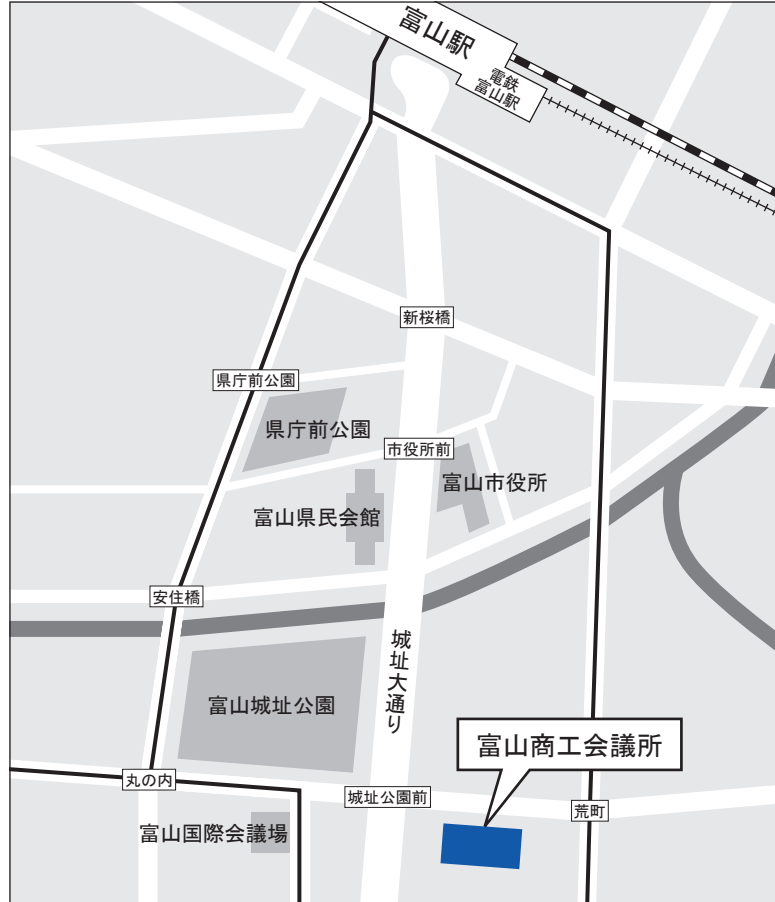 富山駅
電鉄
富山駅
新桜橋
県庁前公園
県庁前公園
市役所前
富山市役所
富山県民会館
安住橋
城址大通り
富山城址公園
富山商工会議所
丸の内
城址公園前
荒町
富山国際会議場